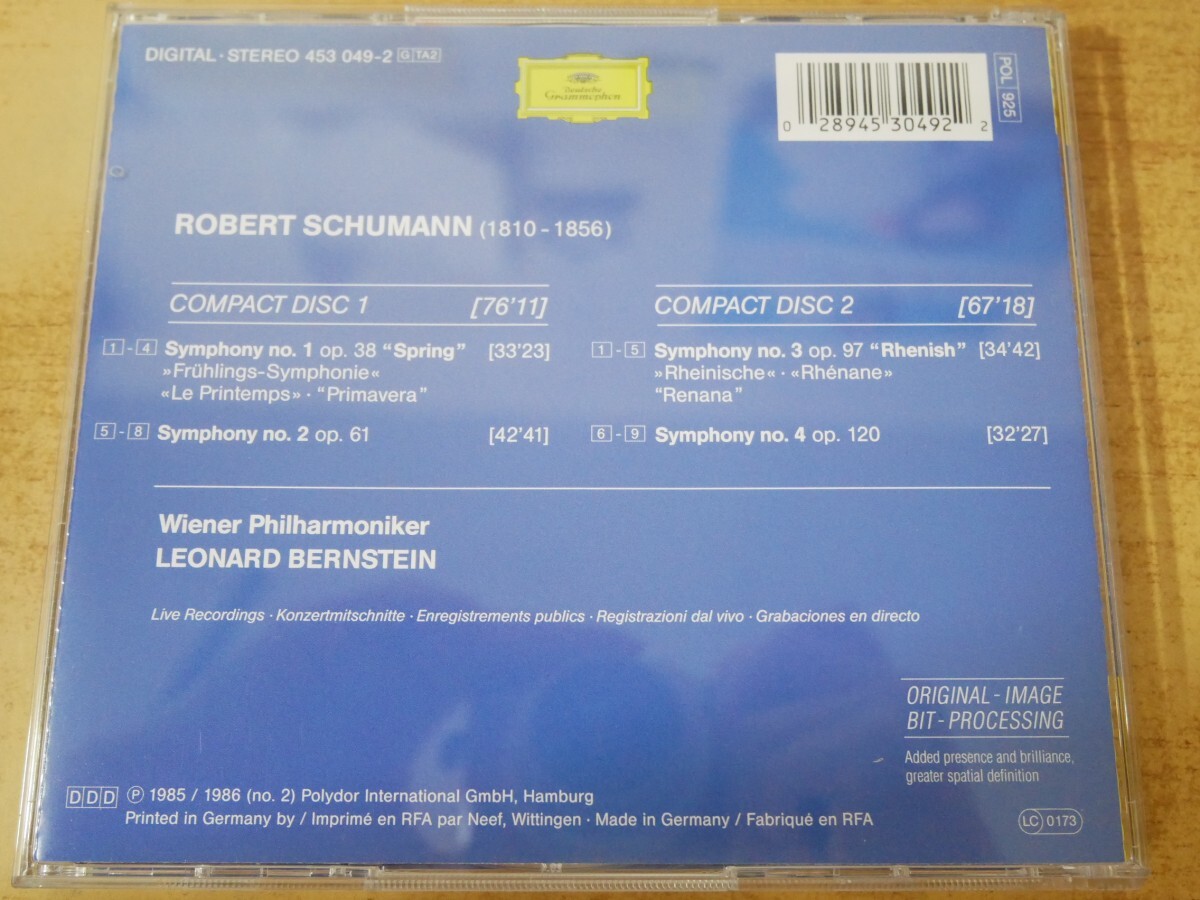 DIGITAL · STEREO 453 049-2 G TA2
Deutsche
Grammophon
0 28945 30492 2
POL 925
ROBERT SCHUMANN (1810 - 1856)
COMPACT DISC 1 [76'11]
1 - 4 Symphony no. 1 op. 38 “Spring” [33'23]
»Frühlings-Symphonie«
«Le Printemps» · “Primavera”
5 - 8 Symphony no. 2 op. 61 [42'41]
COMPACT DISC 2 [67'18]
1 - 5 Symphony no. 3 op. 97 “Rhenish” [34'42]
»Rheinische« · «Rhénane»
“Renana”
6 - 9 Symphony no. 4 op. 120 [32'27]
Wiener Philharmoniker
LEONARD BERNSTEIN
Live Recordings · Konzertmitschnitte · Enregistrements publics · Registrazioni dal vivo · Grabaciones en directo
ORIGINAL - IMAGE
BIT - PROCESSING
Added presence and brilliance,
greater spatial definition
DDD ℗ 1985 / 1986 (no. 2) Polydor International GmbH, Hamburg
Printed in Germany by / Imprimé en RFA par Neef, Wittingen · Made in Germany / Fabriqué en RFA
LC 0173